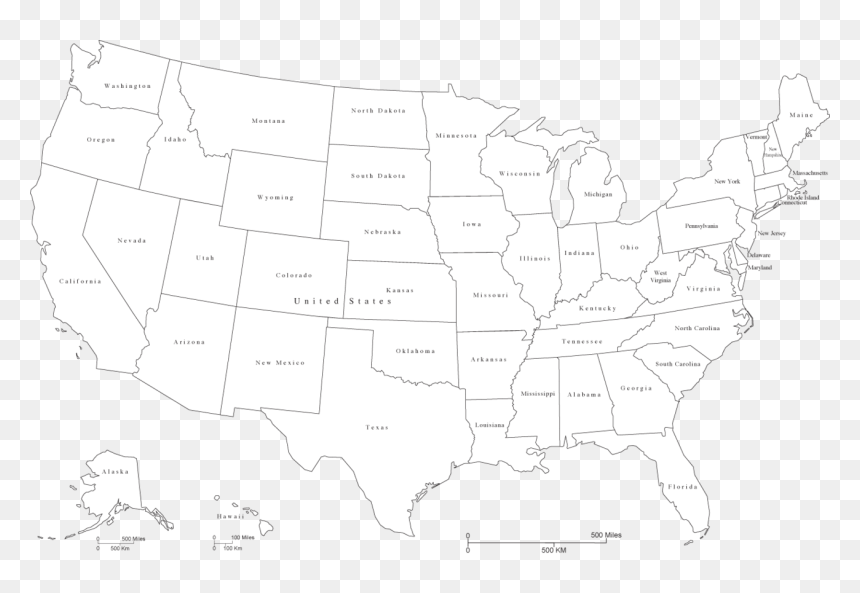 Washington
Montana
North Dakota
Minnesota
Maine
Vermont
New
Hampshire
Oregon
Idaho
South Dakota
Wisconsin
Michigan
New York
Massachusetts
Rhode Island
Connecticut
Wyoming
Nebraska
Iowa
Pennsylvania
New Jersey
Nevada
Utah
Colorado
Illinois
Indiana
Ohio
Delaware
Maryland
West
Virginia
Virginia
California
Kansas
Missouri
Kentucky
United States
Arizona
New Mexico
Oklahoma
Arkansas
Tennessee
North Carolina
South Carolina
Texas
Louisiana
Mississippi
Alabama
Georgia
Florida
Alaska
Hawaii
0 500 Miles
0 500 Km
0 100 Miles
0 100 Km
0 500 Miles
0 500 KM